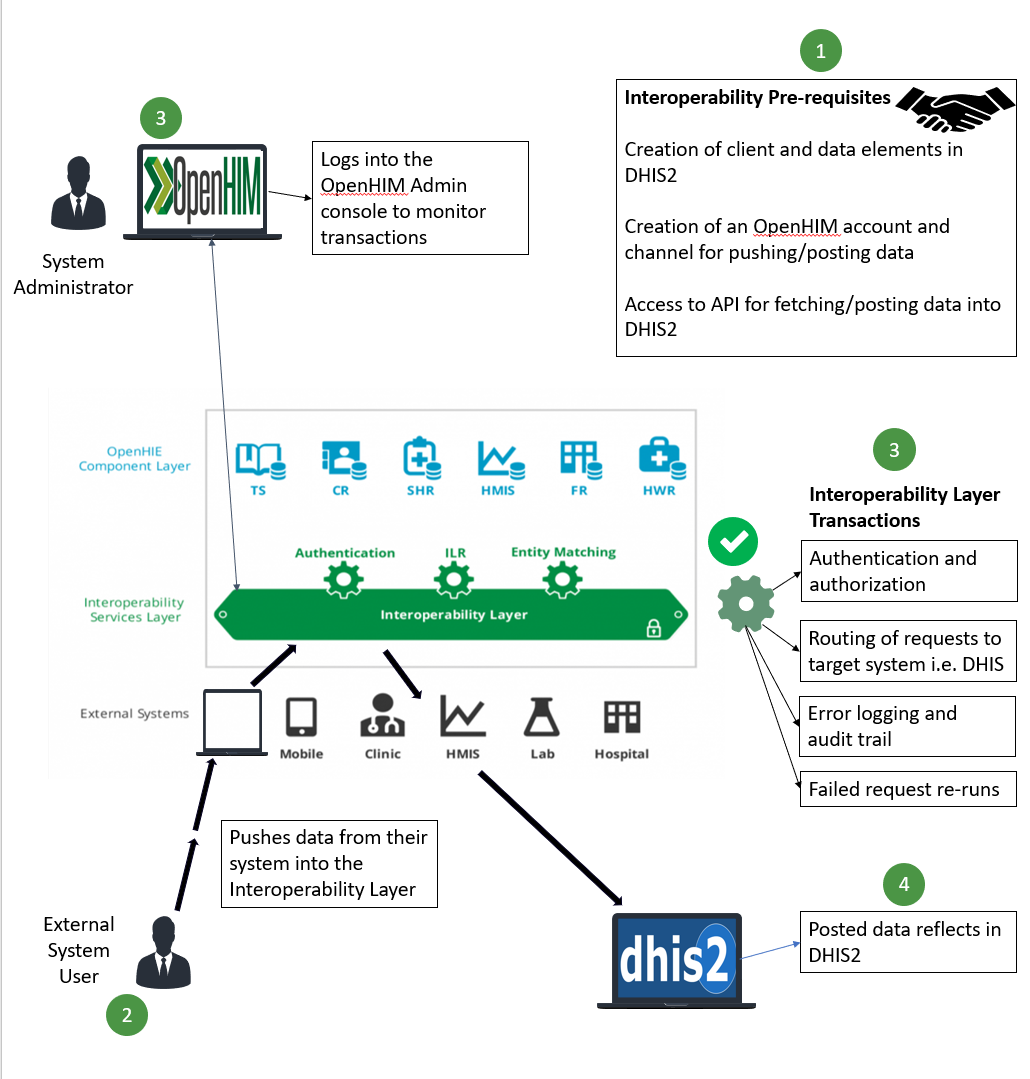 1
Interoperability Pre-requisites
Creation of client and data elements in
DHIS2
Creation of an OpenHIM account and
channel for pushing/posting data
Access to API for fetching/posting data into
DHIS2
3
OpenHIM
Logs into the
OpenHIM Admin
console to monitor
transactions
System
Administrator
OpenHIE
Component Layer
TS
CR
SHR
HMIS
FR
HWR
Authentication
ILR
Entity Matching
Interoperability
Services Layer
Interoperability Layer
3
Interoperability Layer
Transactions
Authentication and
authorization
Routing of requests to
target system i.e. DHIS
Error logging and
audit trail
Failed request re-runs
External Systems
Mobile
Clinic
HMIS
Lab
Hospital
Pushes data from their
system into the
Interoperability Layer
External
System
User
2
dhis2
4
Posted data reflects in
DHIS2